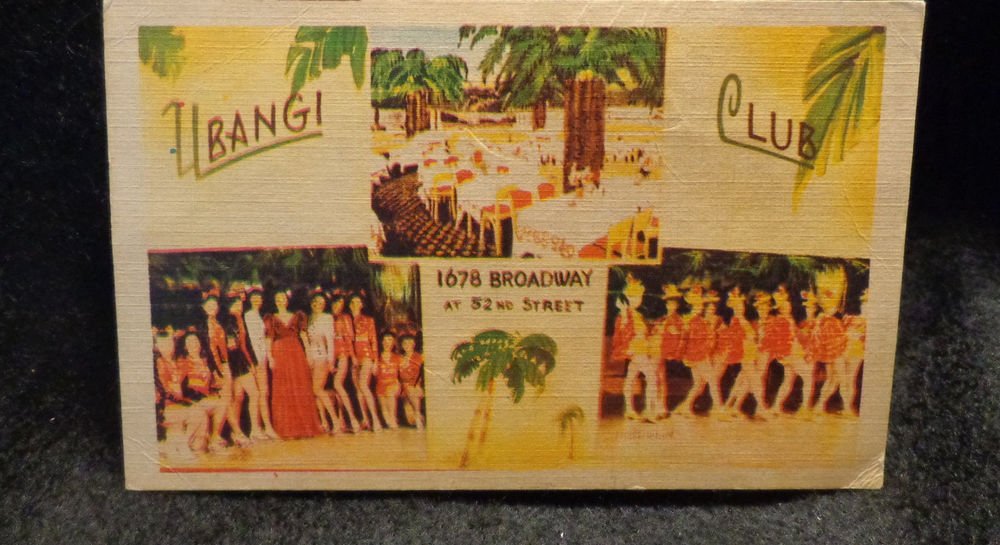 UBANGI
CLUB
1678 BROADWAY
AT 52ND STREET